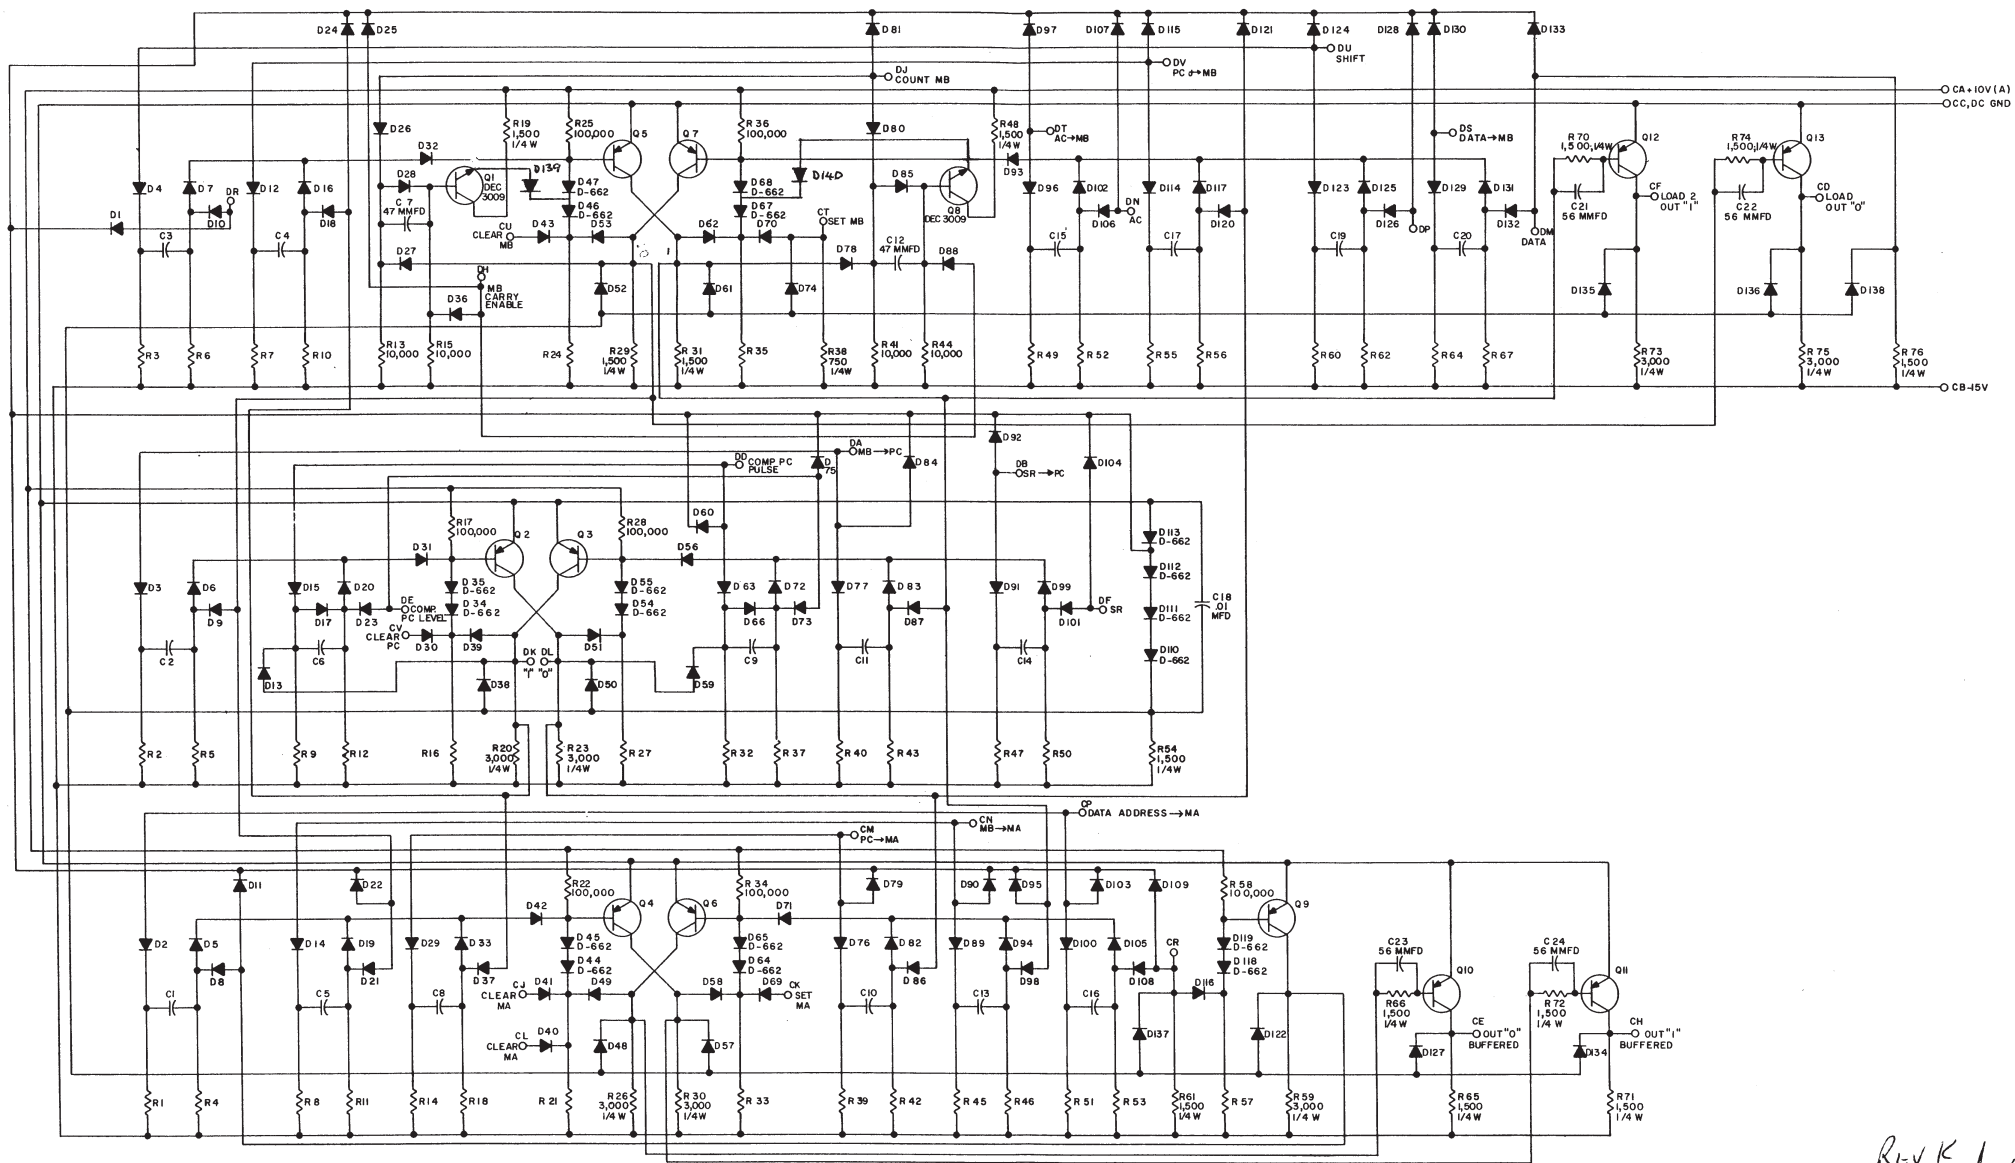 D24 D25 D81 D97 D107 D115 D121 D124 D128 D130 D133
DU
SHIFT
DV
PC → MB
DJ
COUNT MB
CA+10V(A)
CC, DC GND
D26
R19
1,500
1/4 W
R25
100,000
Q5 Q7
R36
100,000
D80
R48
1,500
1/4 W
DT
AC→MB
DS
DATA→MB
R70
1,500,1/4W
Q12
R74
1,500,1/4W
Q13
D32
D28
Q1
DEC
3009
D139
D47
D-662
D46
D-662
D68
D-662
D67
D-662
D140
D85
Q8
DEC 3009
D93
D4 D7 DR D12 D16
D96 D102 D114 D117 D123 D125 D129 D131
C21
56 MMFD
C22
56 MMFD
CF
LOAD 2
OUT "1"
CD
LOAD
OUT "0"
D1 D10 D18
C 7
47 MMFD
CU
CLEAR
MB
D43 D53 D62 D70
CT
SET MB
D78
C12
47 MMFD
D88
DN
AC
D106 D120 D126 DP D132
DM
DATA
C3 C4 D27 C15 C17 C19 C20
DH
MB
CARRY
ENABLE
D36 D52 D61 D74 D135 D136 D138
R3 R6 R7 R10
R13
10,000
R15
10,000
R24
R29
1,500
1/4W
R31
1,500
1/4W
R35
R38
750
1/4W
R41
10,000
R44
10,000
R49 R52 R55 R56 R60 R62 R64 R67
R73
3,000
1/4W
R75
3,000
1/4W
R76
1,500
1/4W
CB-15V
DD
COMP PC
PULSE
D
75
DA
MB→PC
D84
D92
DB
SR→PC
D104
R17
100,000
Q2 Q3
R28
100,000
D60
D113
D-662
D31 D56
D112
D-662
D3 D6 D15 D20
D35
D-662
D34
D-662
D55
D-662
D54
D-662
D63 D72 D77 D83 D91 D99
D111
D-662
C18
.01
MFD
D9 D17 D23
DE
COMP.
PC LEVEL
D66 D73 D87 D101
DF
SR
CV
CLEAR
PC
D30 D39 D51
C2 C6 C9 C11 C14
D110
D-662
DK DL
"1" "0"
D13 D38 D50 D59
R2 R5 R9 R12 R16
R20
3,000
1/4W
R23
3,000
1/4W
R27 R32 R37 R40 R43 R47 R50
R54
1,500
1/4W
CP
DATA ADDRESS→MA
CN
MB→MA
CM
PC→MA
D11 D22
R22
100,000
R34
100,000
D79 D90 D95 D103 D109
R58
100,000
Q9
D42 Q4 Q6 D71
D2 D5 D14 D19 D29 D33
D45
D-662
D44
D-662
D65
D-662
D64
D-662
D76 D82 D89 D94 D100 D105
CR
D119
D-662
D118
D-662
C23
56 MMFD
Q10
C24
56 MMFD
Q11
D8 D21 D37 D86 D98 D108
CJ
CLEAR
MA
D41 D49 D58 D69
CK
SET
MA
D116
R66
1,500
1/4W
R72
1,500
1/4W
C1 C5 C8 C10 C13 C16
CL
CLEAR
MA
D40 D48 D57 D137 D122
CE
OUT "0"
BUFFERED
D127
CH
OUT "1"
BUFFERED
D134
R1 R4 R8 R11 R14 R18 R21
R26
3,000
1/4W
R30
3,000
1/4W
R33 R39 R42 R45 R46 R51 R53
R61
1,500
1/4W
R57
R59
3,000
1/4W
R65
1,500
1/4W
R71
1,500
1/4W
Rev K